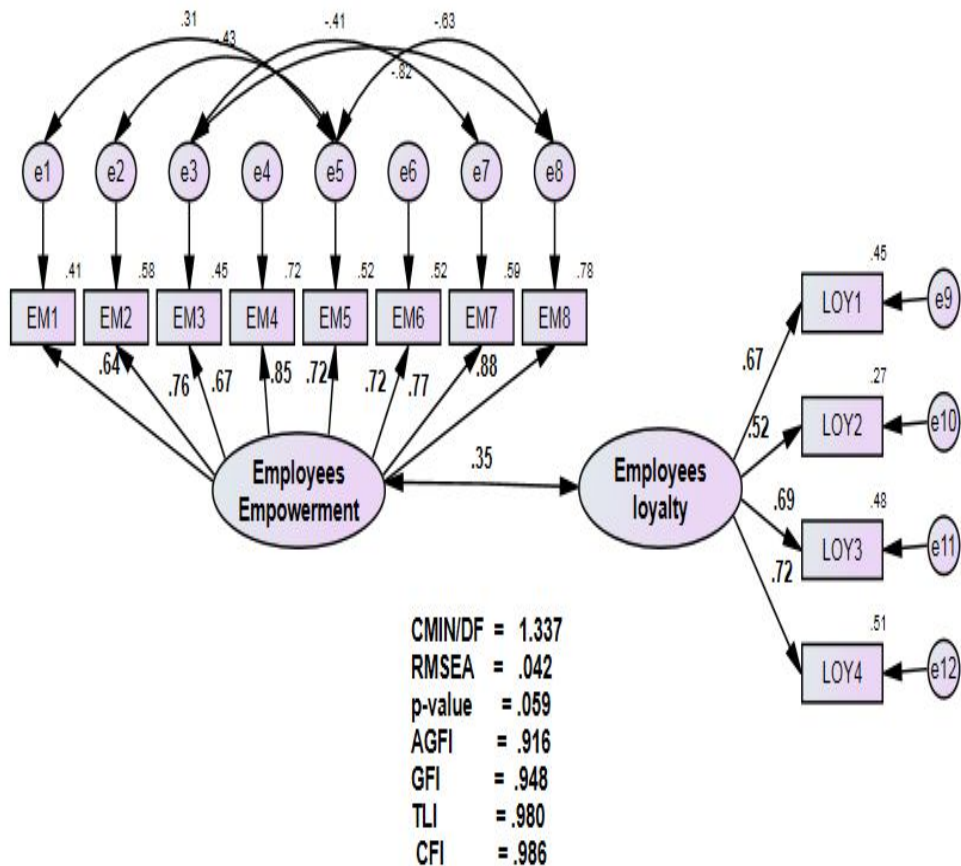 .31
-.43
-.41
-.82
-.63
e1 e2 e3 e4 e5 e6 e7 e8
.41 .58 .45 .72 .52 .52 .59 .78
EM1 EM2 EM3 EM4 EM5 EM6 EM7 EM8
.64 .76 .67 .85 .72 .72 .77 .88
Employees
Empowerment
.35
Employees
loyalty
.67
.52
.69
.72
.45
LOY1 e9
.27
LOY2 e10
.48
LOY3 e11
.51
LOY4 e12
CMIN/DF = 1.337
RMSEA = .042
p-value = .059
AGFI = .916
GFI = .948
TLI = .980
CFI = .986